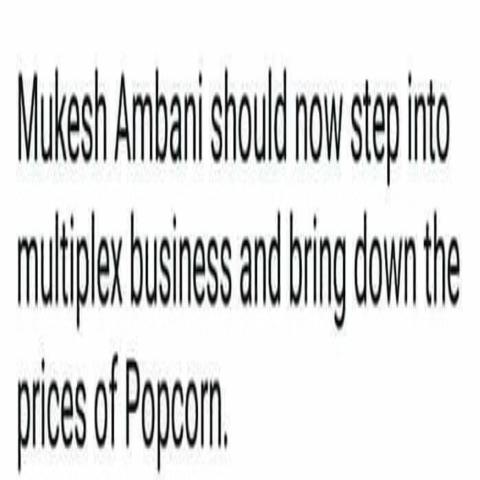 Mukesh Ambani should now step into
multiplex business and bring down the
prices of Popcorn.